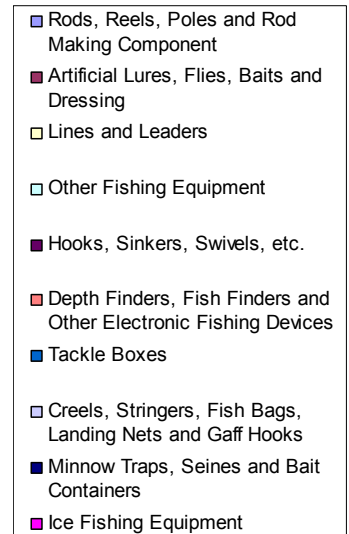 Rods, Reels, Poles and Rod
Making Component
Artificial Lures, Flies, Baits and
Dressing
Lines and Leaders
Other Fishing Equipment
Hooks, Sinkers, Swivels, etc.
Depth Finders, Fish Finders and
Other Electronic Fishing Devices
Tackle Boxes
Creels, Stringers, Fish Bags,
Landing Nets and Gaff Hooks
Minnow Traps, Seines and Bait
Containers
Ice Fishing Equipment